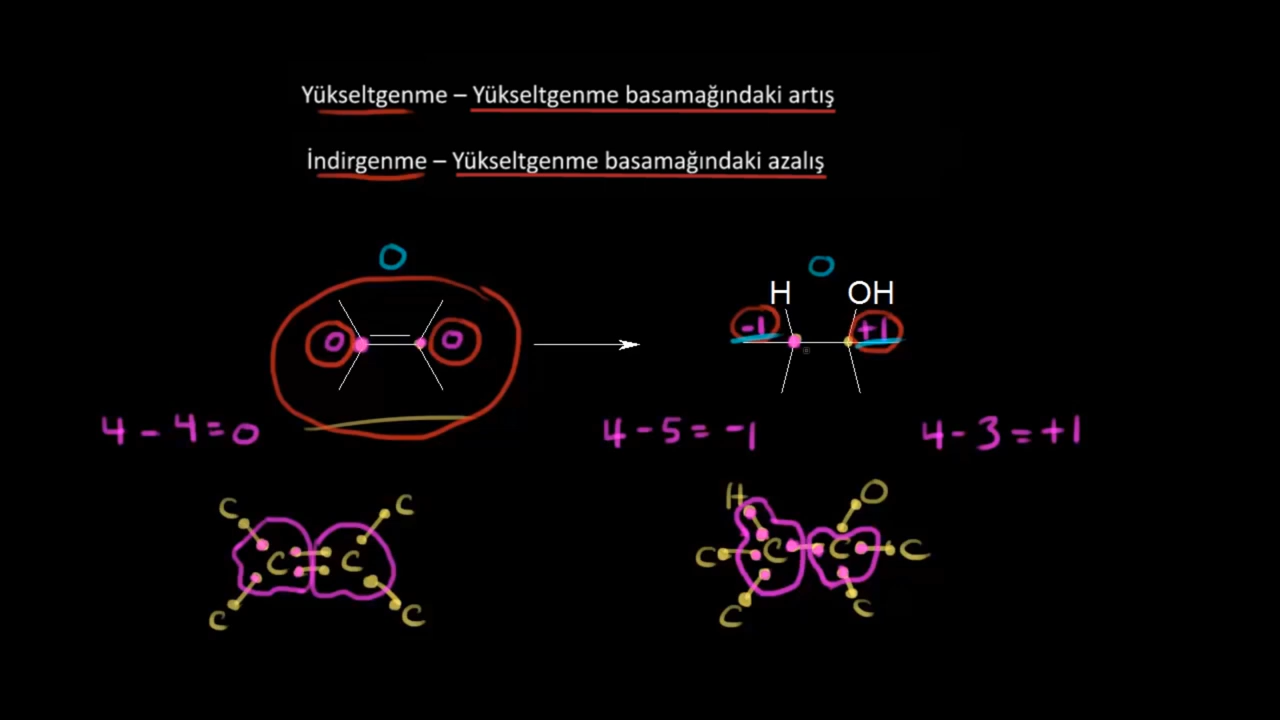 Yükseltgenme – Yükseltgenme basamağındaki artış
İndirgenme – Yükseltgenme basamağındaki azalış
0 0
H OH
0 0 -1 +1
4 - 4 = 0 4 - 5 = -1 4 - 3 = +1
C C H O
C C C C C C
C C C C